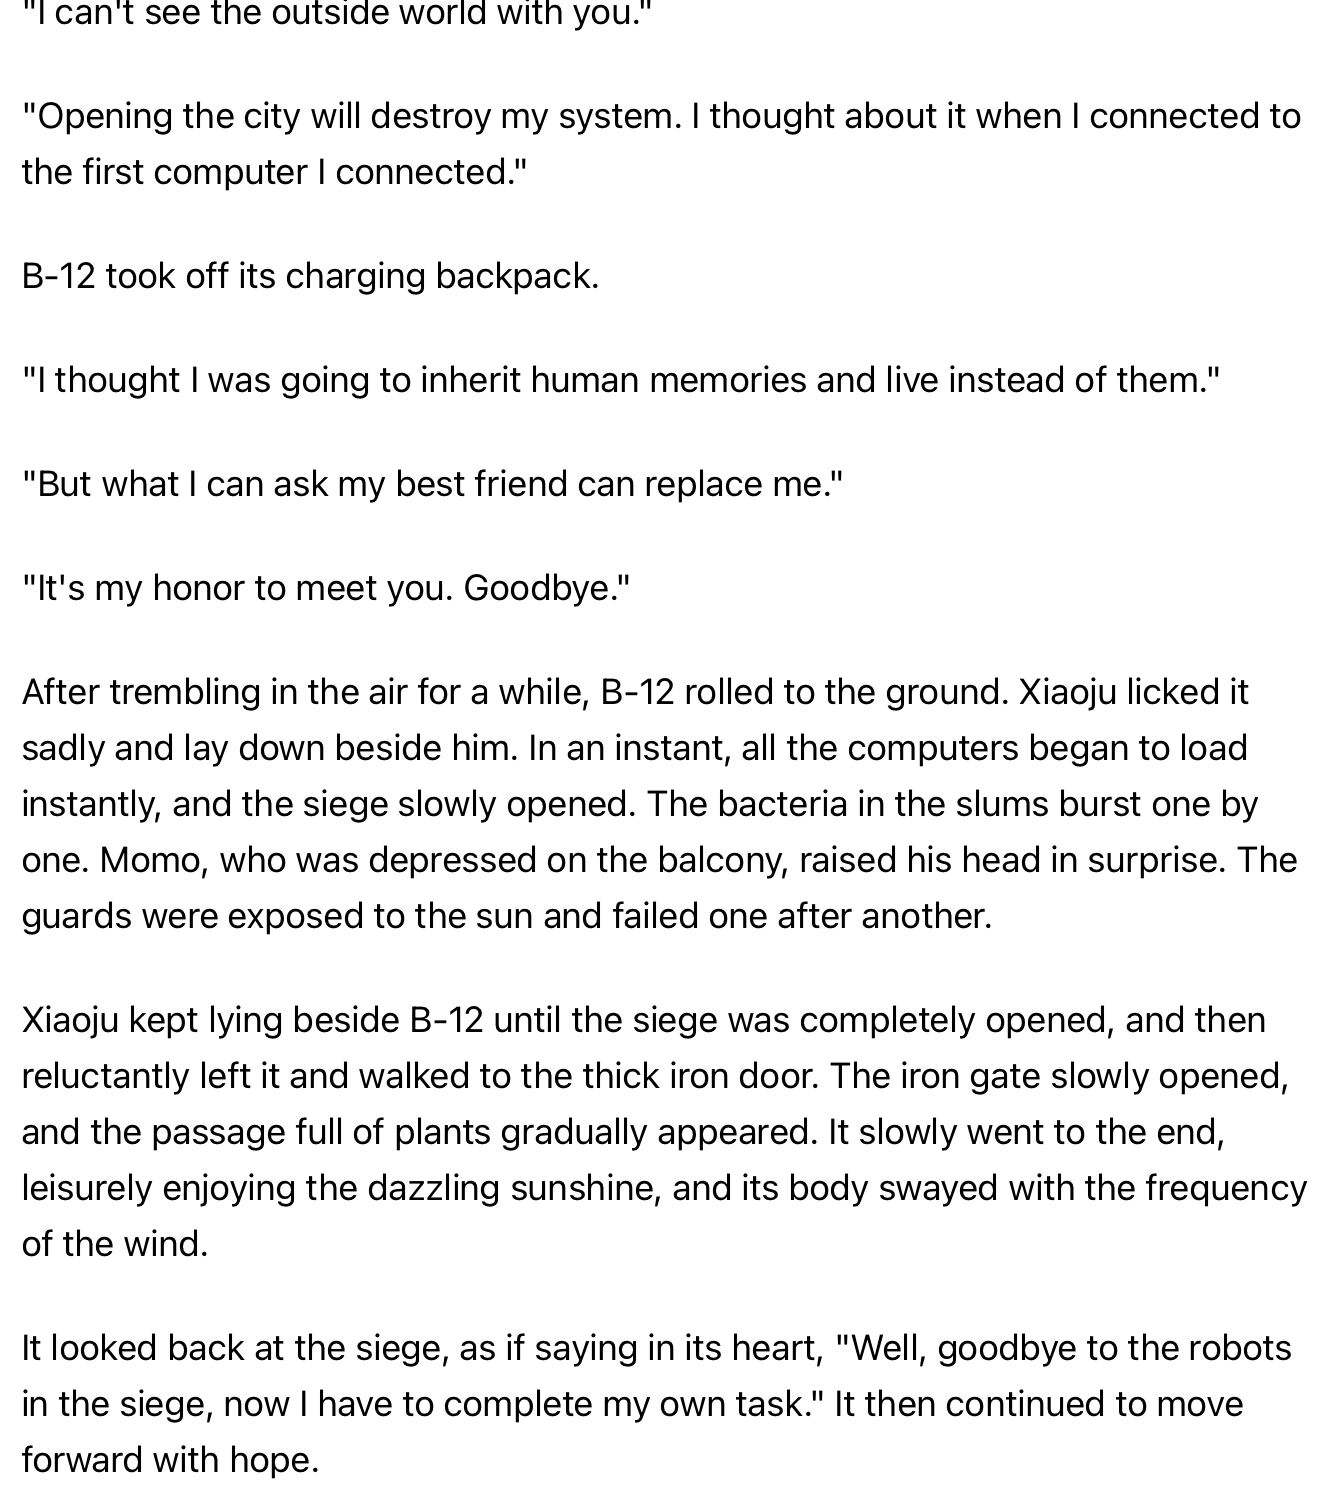 "I can't see the outside world with you."
"Opening the city will destroy my system. I thought about it when I connected to
the first computer I connected."
B-12 took off its charging backpack.
"I thought I was going to inherit human memories and live instead of them."
"But what I can ask my best friend can replace me."
"It's my honor to meet you. Goodbye."
After trembling in the air for a while, B-12 rolled to the ground. Xiaoju licked it
sadly and lay down beside him. In an instant, all the computers began to load
instantly, and the siege slowly opened. The bacteria in the slums burst one by
one. Momo, who was depressed on the balcony, raised his head in surprise. The
guards were exposed to the sun and failed one after another.
Xiaoju kept lying beside B-12 until the siege was completely opened, and then
reluctantly left it and walked to the thick iron door. The iron gate slowly opened,
and the passage full of plants gradually appeared. It slowly went to the end,
leisurely enjoying the dazzling sunshine, and its body swayed with the frequency
of the wind.
It looked back at the siege, as if saying in its heart, "Well, goodbye to the robots
in the siege, now I have to complete my own task." It then continued to move
forward with hope.